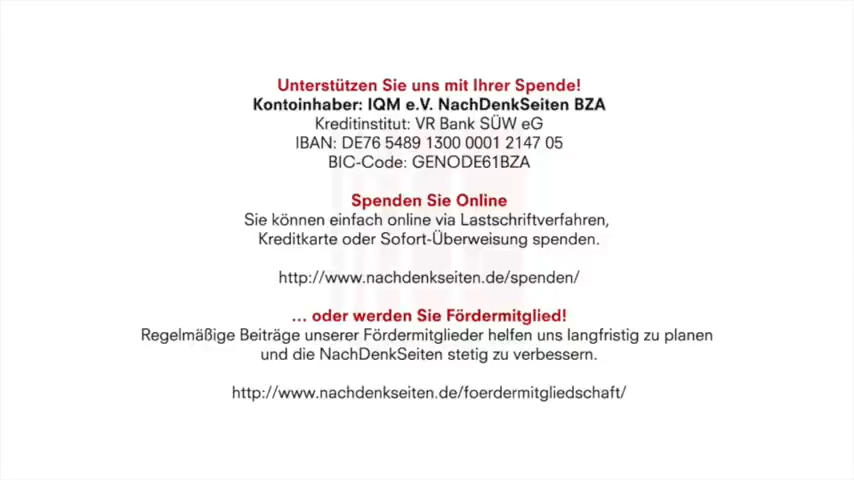 Unterstützen Sie uns mit Ihrer Spende!
Kontoinhaber: IQM e.V. NachDenkSeiten BZA
Kreditinstitut: VR Bank SÜW eG
IBAN: DE76 5489 1300 0001 2147 05
BIC-Code: GENODE61BZA
Spenden Sie Online
Sie können einfach online via Lastschriftverfahren,
Kreditkarte oder Sofort-Überweisung spenden.
http://www.nachdenkseiten.de/spenden/
... oder werden Sie Fördermitglied!
Regelmäßige Beiträge unserer Fördermitglieder helfen uns langfristig zu planen
und die NachDenkSeiten stetig zu verbessern.
http://www.nachdenkseiten.de/foerdermitgliedschaft/